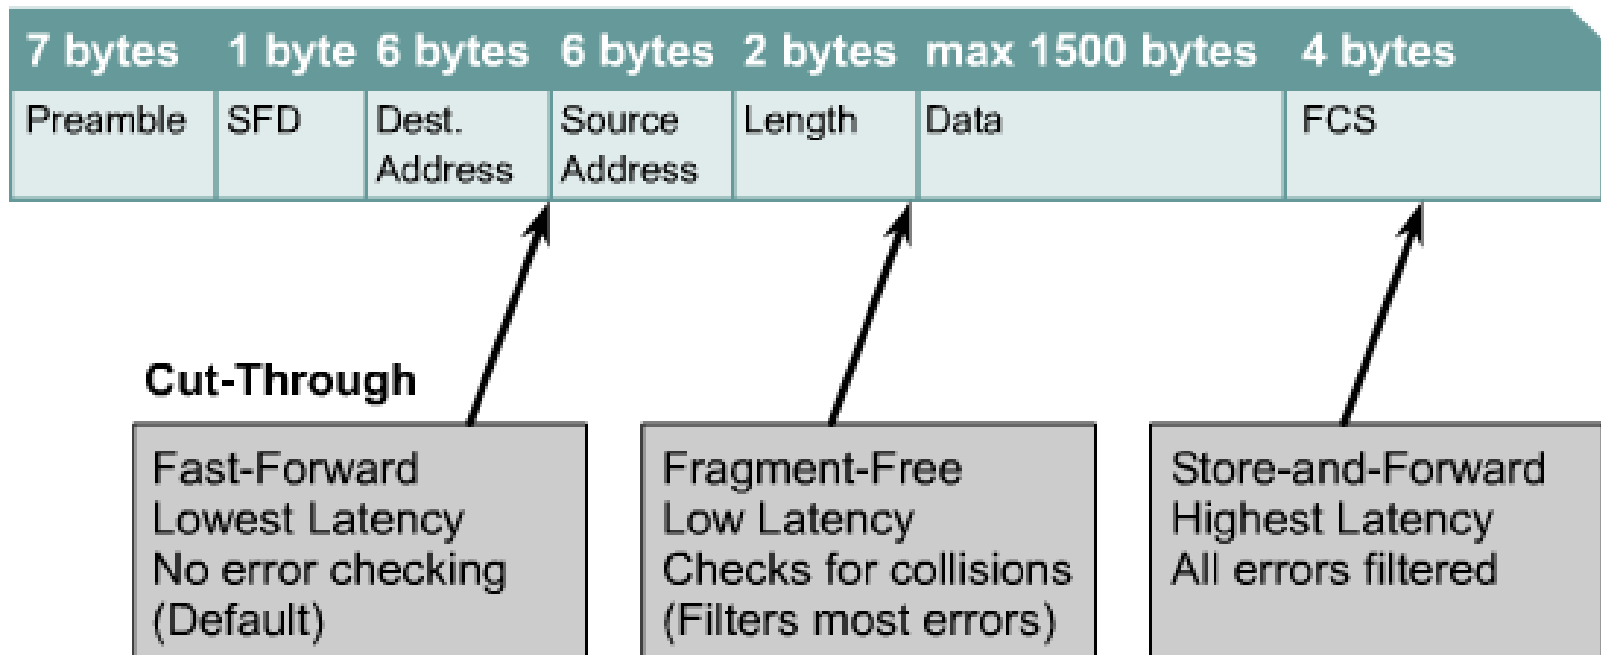 7 bytes 1 byte 6 bytes 6 bytes 2 bytes max 1500 bytes 4 bytes
Preamble SFD Dest. Address Source Address Length Data FCS
Cut-Through
Fast-Forward
Lowest Latency
No error checking
(Default)
Fragment-Free
Low Latency
Checks for collisions
(Filters most errors)
Store-and-Forward
Highest Latency
All errors filtered